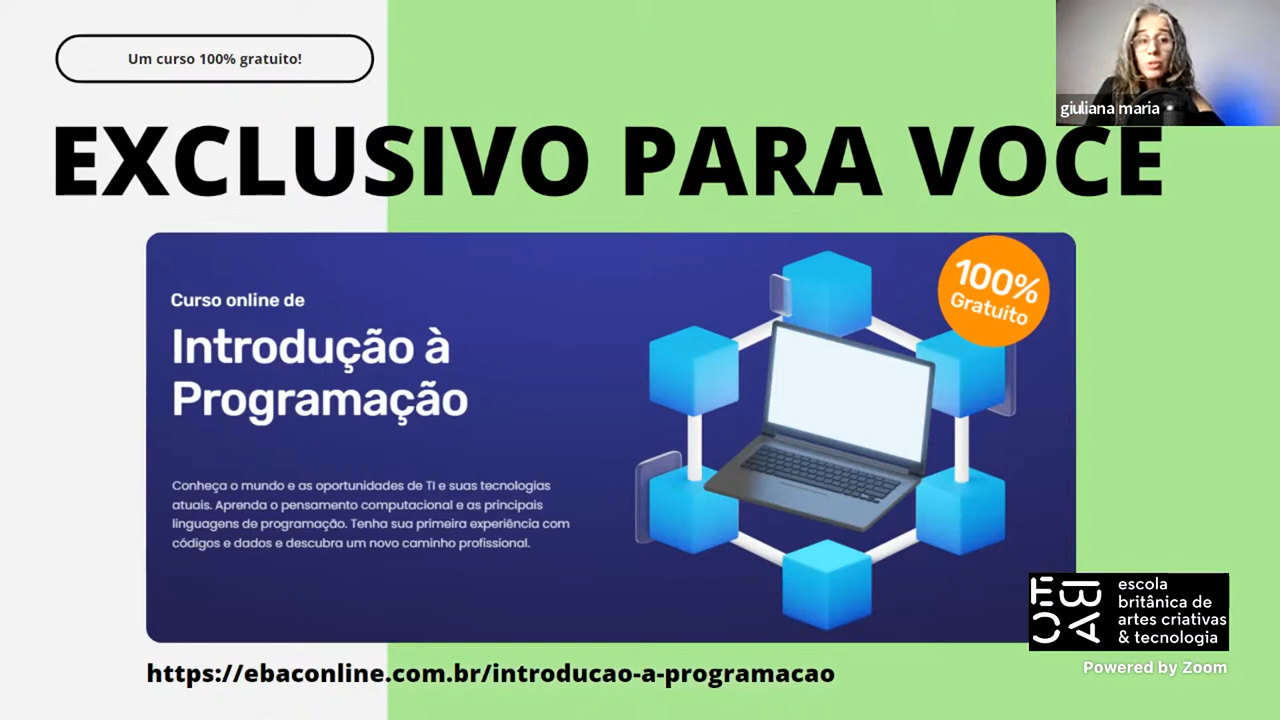 Um curso 100% gratuito!
giuliana maria
EXCLUSIVO PARA VOCE
100%
Gratuito
Curso online de
Introdução à
Programação
Conheça o mundo e as oportunidades de TI e suas tecnologias
atuais. Aprenda o pensamento computacional e as principais
linguagens de programação. Tenha sua primeira experiência com
códigos e dados e descubra um novo caminho profissional.
EBAC
escola
britânica de
artes criativas
& tecnologia
https://ebaconline.com.br/introducao-a-programacao
Powered by Zoom